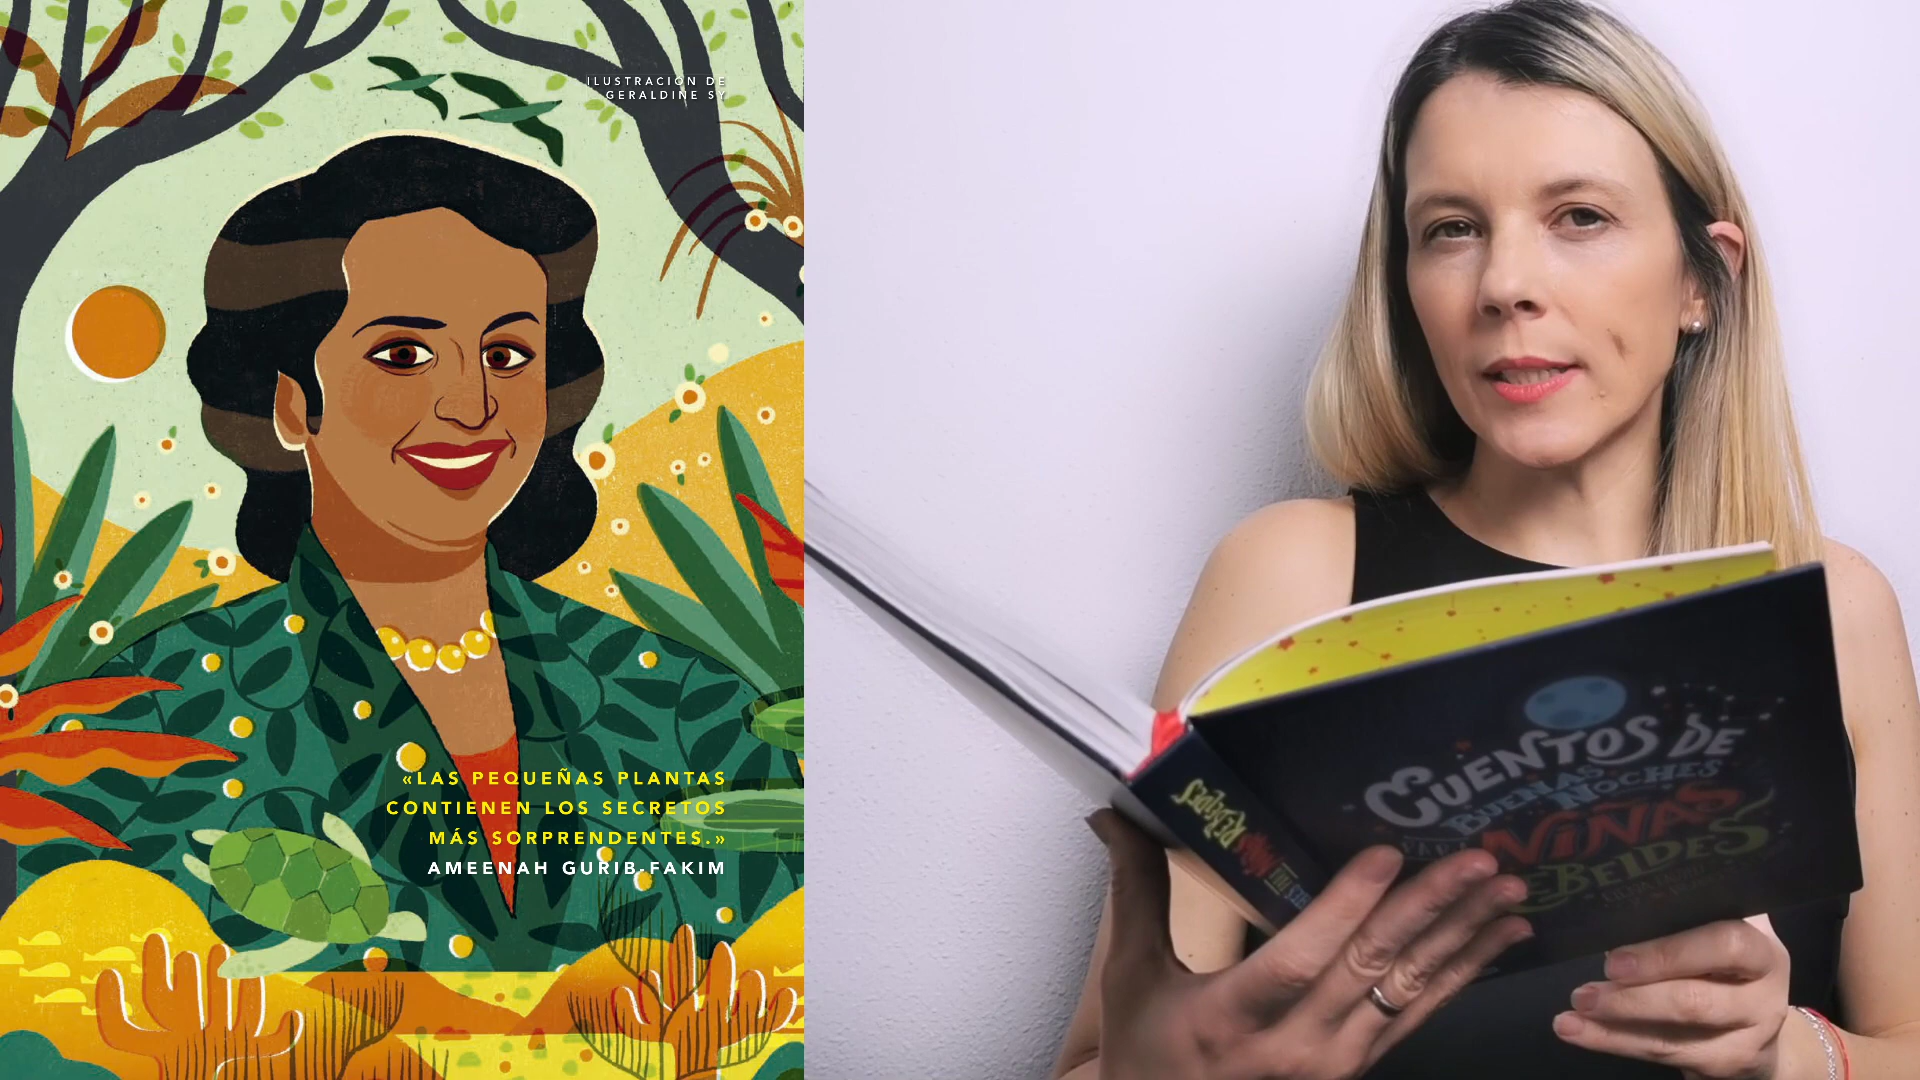 ILUSTRACIÓN DE
GERALDINE SY
«LAS PEQUEÑAS PLANTAS
CONTIENEN LOS SECRETOS
MÁS SORPRENDENTES.»
AMEENAH GURIB-FAKIM
CUENTOS DE
BUENAS
NOCHES
PARA NIÑAS
REBELDES